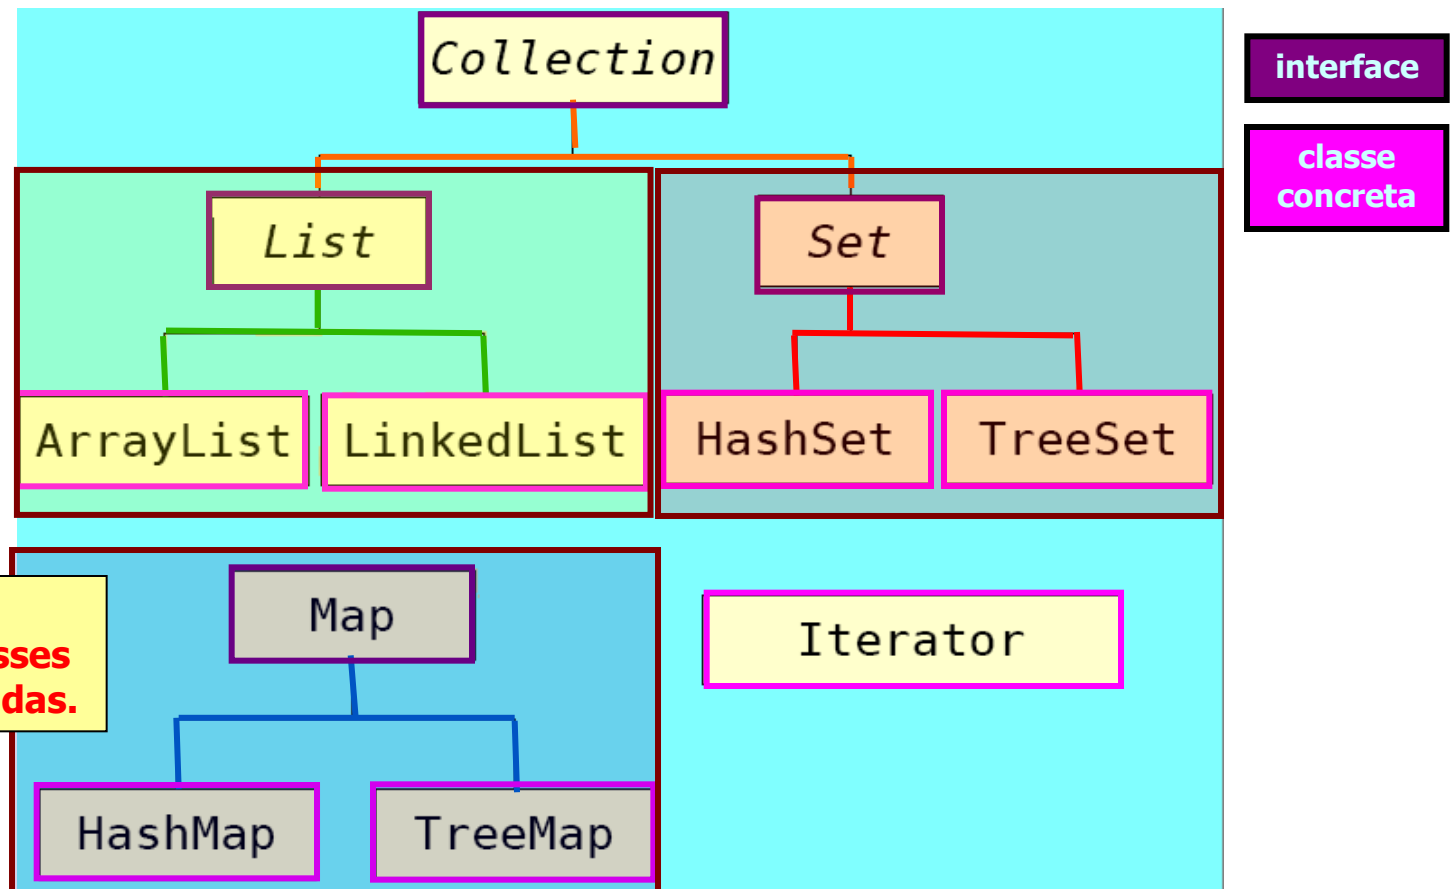 Collection
interface
classe
concreta
List
Set
ArrayList
LinkedList
HashSet
TreeSet
Map
Iterator
HashMap
TreeMap